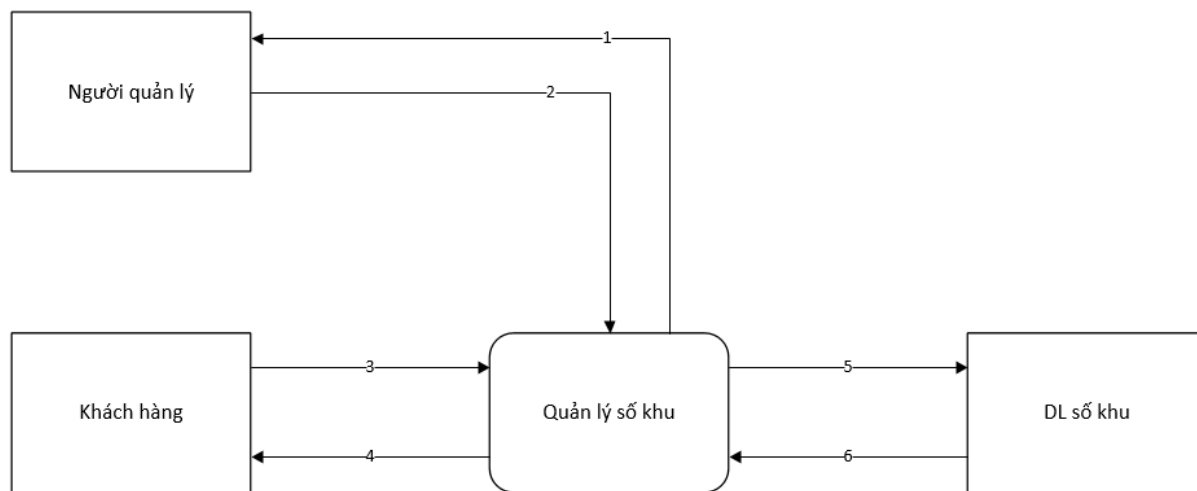 1
Người quản lý
2
3
5
Khách hàng
Quản lý số khu
DL số khu
4
6